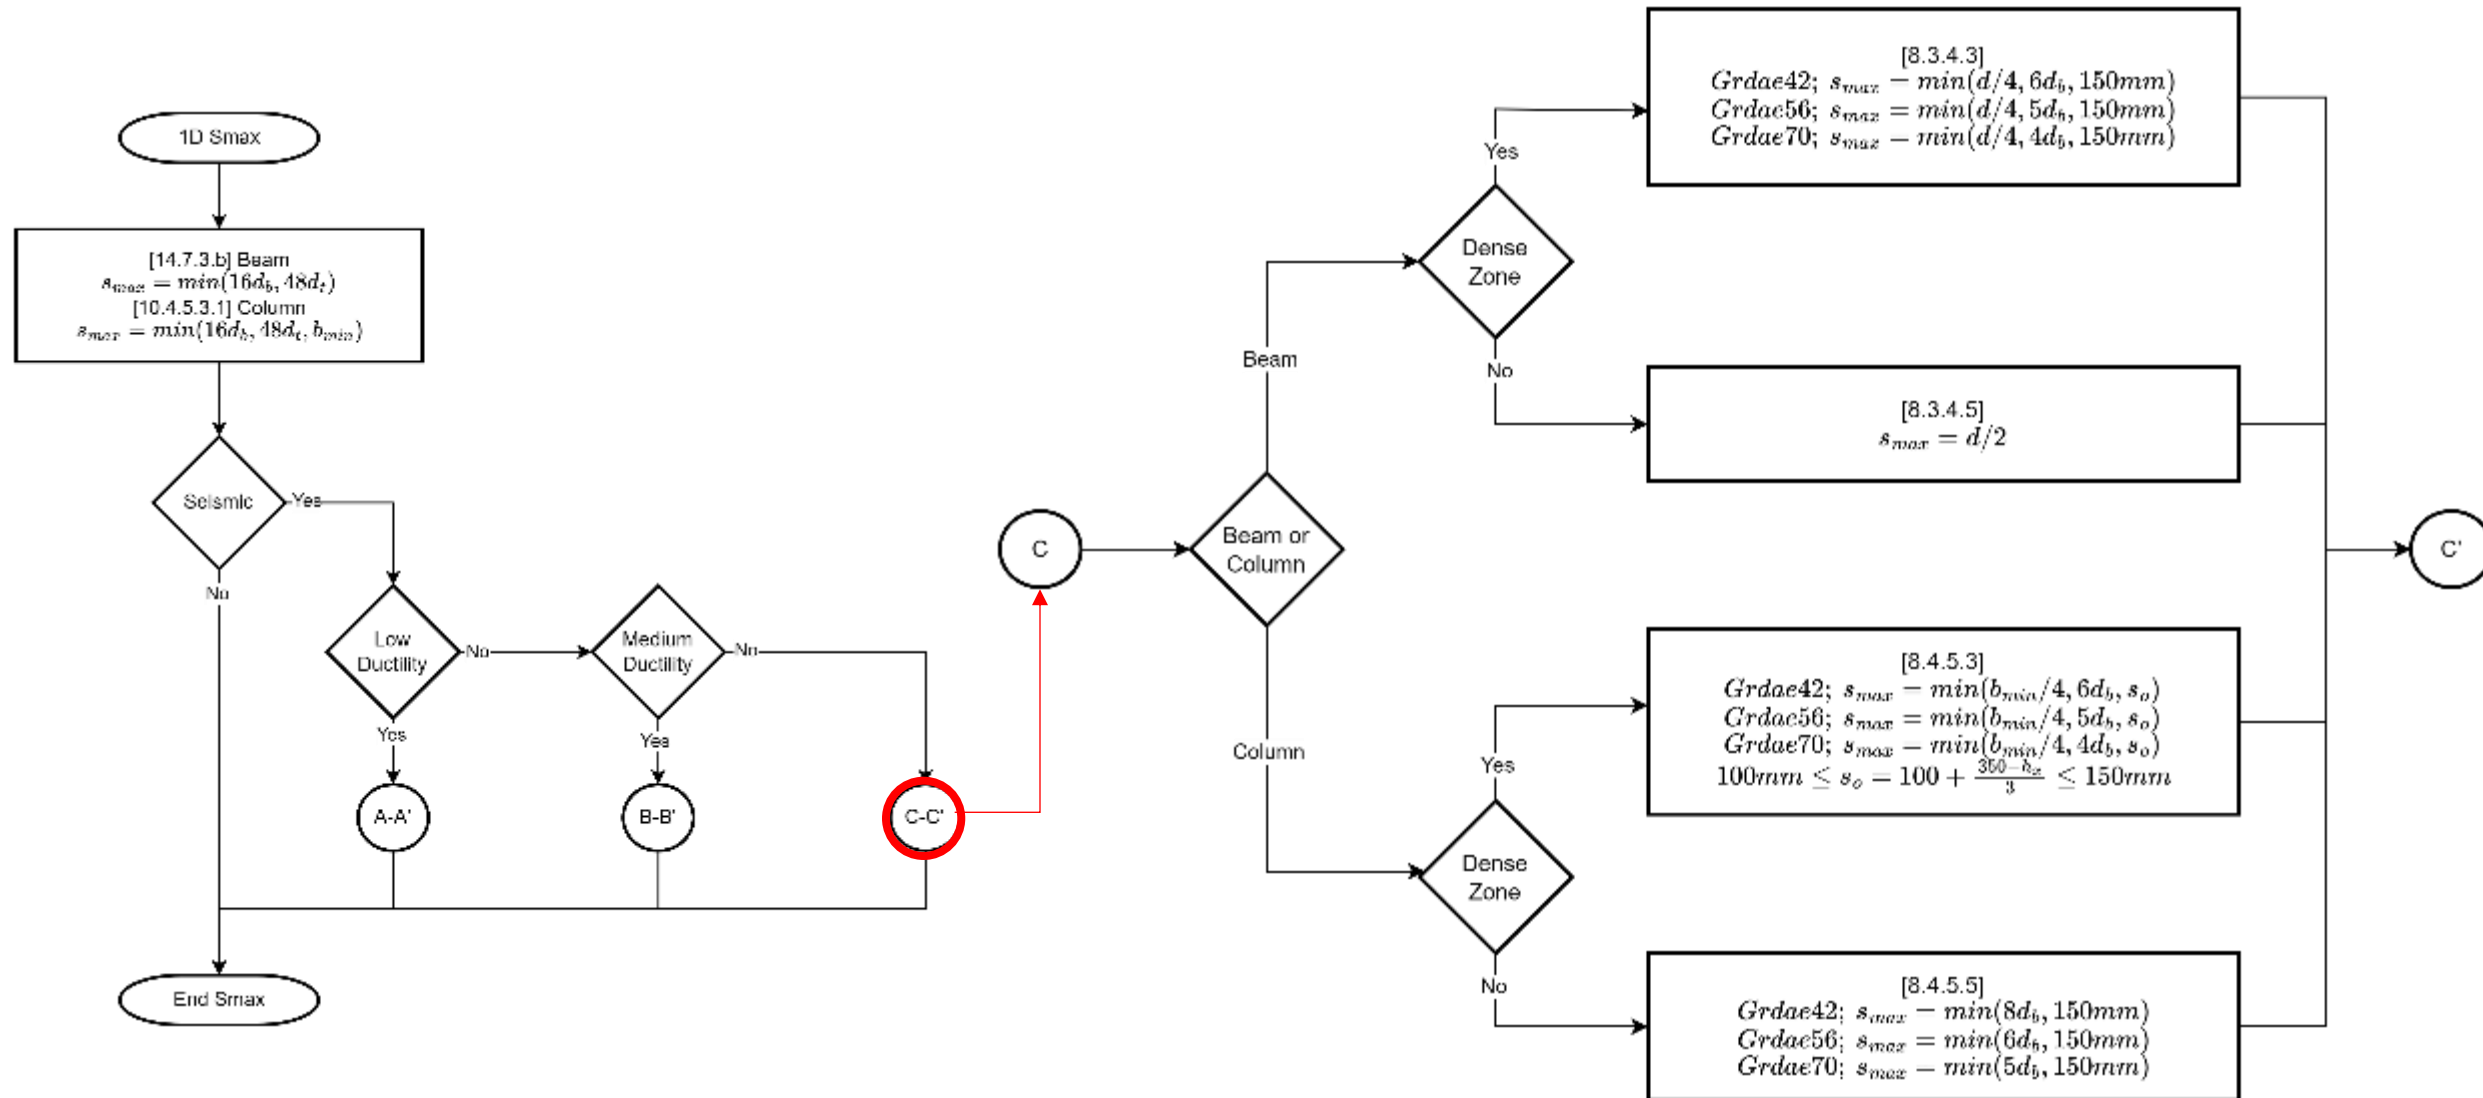 1D Smax
[14.7.3.b] Beam
s_max = min(16d_b, 48d_t)
[10.4.5.3.1] Column
s_max = min(16d_b, 48d_t, b_min)
Seismic
Yes
No
Low
Ductility
No
Yes
Medium
Ductility
No
Yes
A-A'
B-B'
C-C'
End Smax
C
Beam or
Column
Beam
Column
Dense
Zone
Yes
No
[8.3.4.3]
Grdae42; s_max = min(d/4, 6d_b, 150mm)
Grdae56; s_max = min(d/4, 5d_b, 150mm)
Grdae70; s_max = min(d/4, 4d_b, 150mm)
[8.3.4.5]
s_max = d/2
Dense
Zone
Yes
No
[8.4.5.3]
Grdae42; s_max = min(b_min/4, 6d_b, s_o)
Grdae56; s_max = min(b_min/4, 5d_b, s_o)
Grdae70; s_max = min(b_min/4, 4d_b, s_o)
100mm ≤ s_o = 100 + (350−h_x)/3 ≤ 150mm
[8.4.5.5]
Grdae42; s_max = min(8d_b, 150mm)
Grdae56; s_max = min(6d_b, 150mm)
Grdae70; s_max = min(5d_b, 150mm)
C'